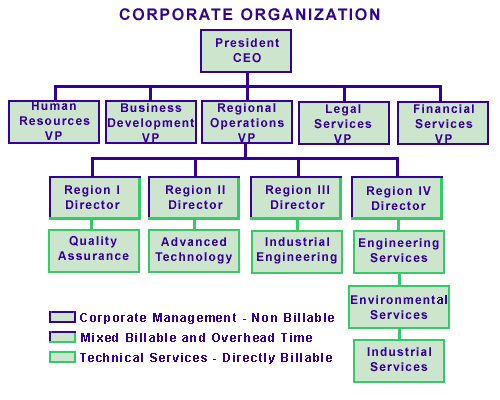 CORPORATE ORGANIZATION
President
CEO
Human
Resources
VP
Business
Development
VP
Regional
Operations
VP
Legal
Services
VP
Financial
Services
VP
Region I
Director
Region II
Director
Region III
Director
Region IV
Director
Quality
Assurance
Advanced
Technology
Industrial
Engineering
Engineering
Services
Environmental
Services
Industrial
Services
Corporate Management - Non Billable
Mixed Billable and Overhead Time
Technical Services - Directly Billable